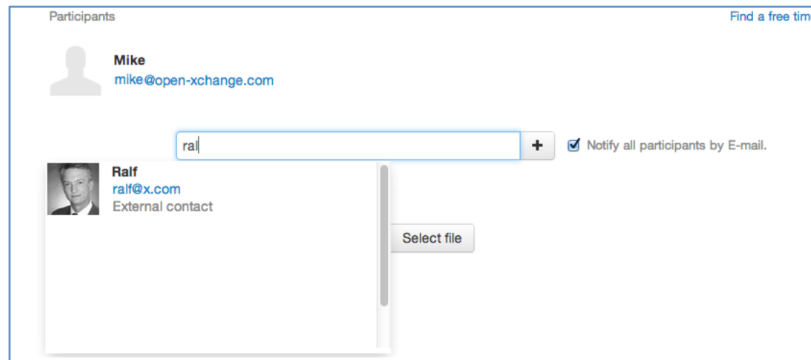 Participants
Find a free tim
Mike
mike@open-xchange.com
ral
+
Notify all participants by E-mail.
Ralf
ralf@x.com
External contact
Select file